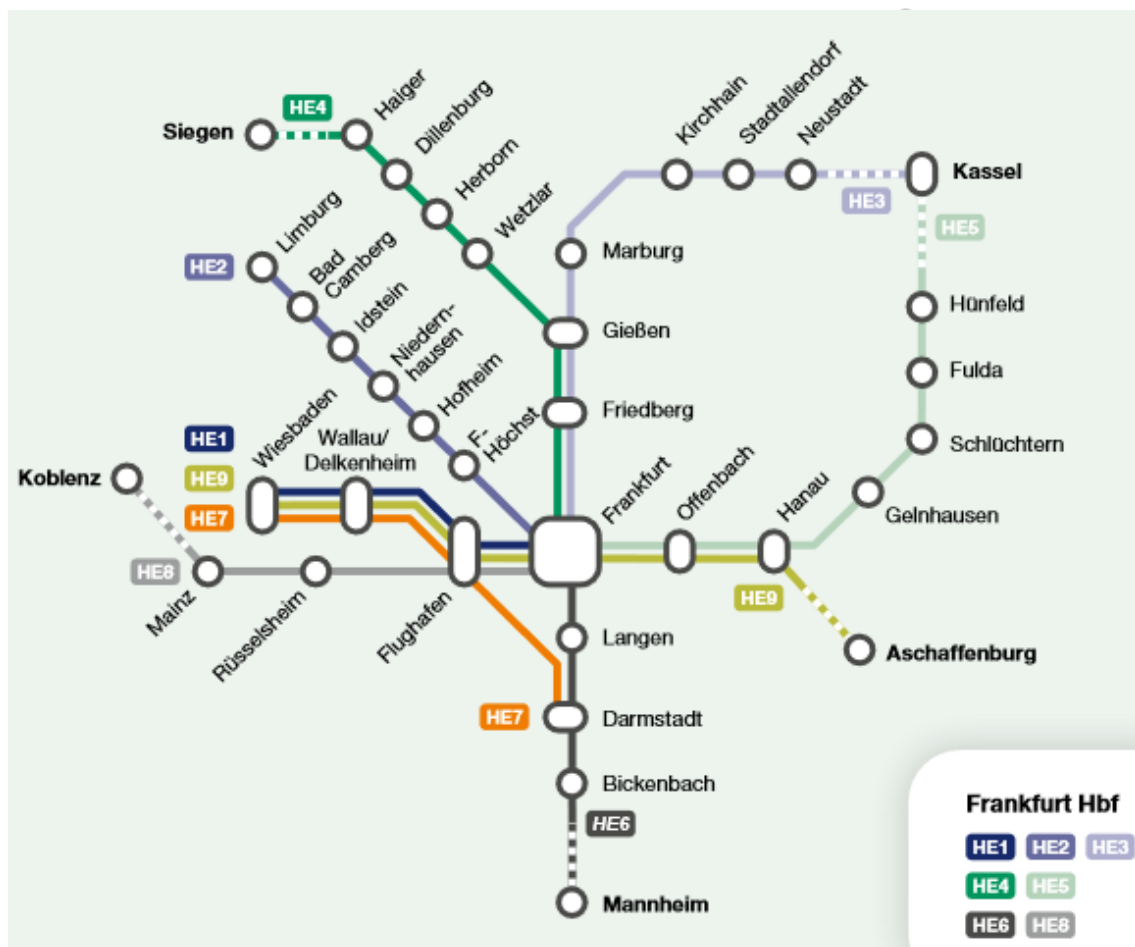 HE4
Haiger
Siegen
Dillenburg
Herborn
Wetzlar
Kirchhain
Stadtallendorf
Neustadt
Kassel
HE3
HE5
Limburg
HE2
Bad
Camberg
Idstein
Niedern-
hausen
Hofheim
F-
Höchst
Marburg
Gießen
Friedberg
Hünfeld
Fulda
Schlüchtern
Gelnhausen
HE1
HE9
HE7
Wiesbaden
Wallau/
Delkenheim
Koblenz
HE8
Mainz
Rüsselsheim
Flughafen
Frankfurt
Offenbach
Hanau
HE9
Aschaffenburg
Langen
HE7
Darmstadt
Bickenbach
HE6
Mannheim
Frankfurt Hbf
HE1 HE2 HE3
HE4 HE5
HE6 HE8